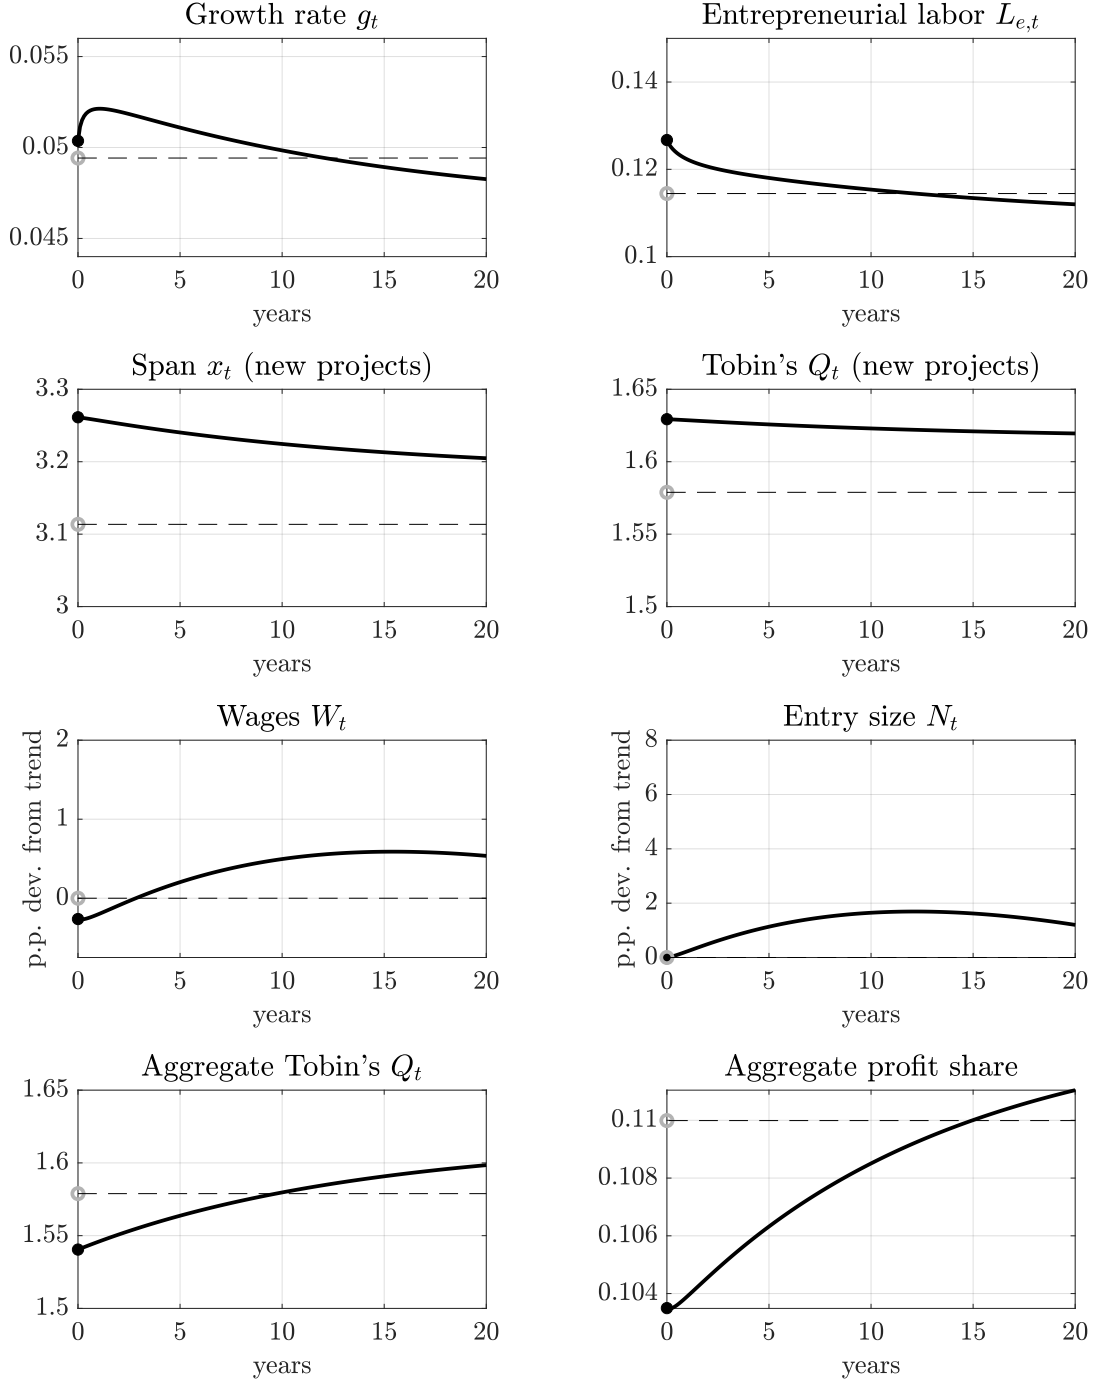 Growth rate g_t
0.055
0.05
0.045
0 5 10 15 20
years
Entrepreneurial labor L_{e,t}
0.14
0.12
0.1
0 5 10 15 20
years
Span x_t (new projects)
3.3
3.2
3.1
3
0 5 10 15 20
years
Tobin's Q_t (new projects)
1.65
1.6
1.55
1.5
0 5 10 15 20
years
Wages W_t
p.p. dev. from trend
2
1
0
0 5 10 15 20
years
Entry size N_t
p.p. dev. from trend
8
6
4
2
0
0 5 10 15 20
years
Aggregate Tobin's Q_t
1.65
1.6
1.55
1.5
0 5 10 15 20
years
Aggregate profit share
0.11
0.108
0.106
0.104
0 5 10 15 20
years